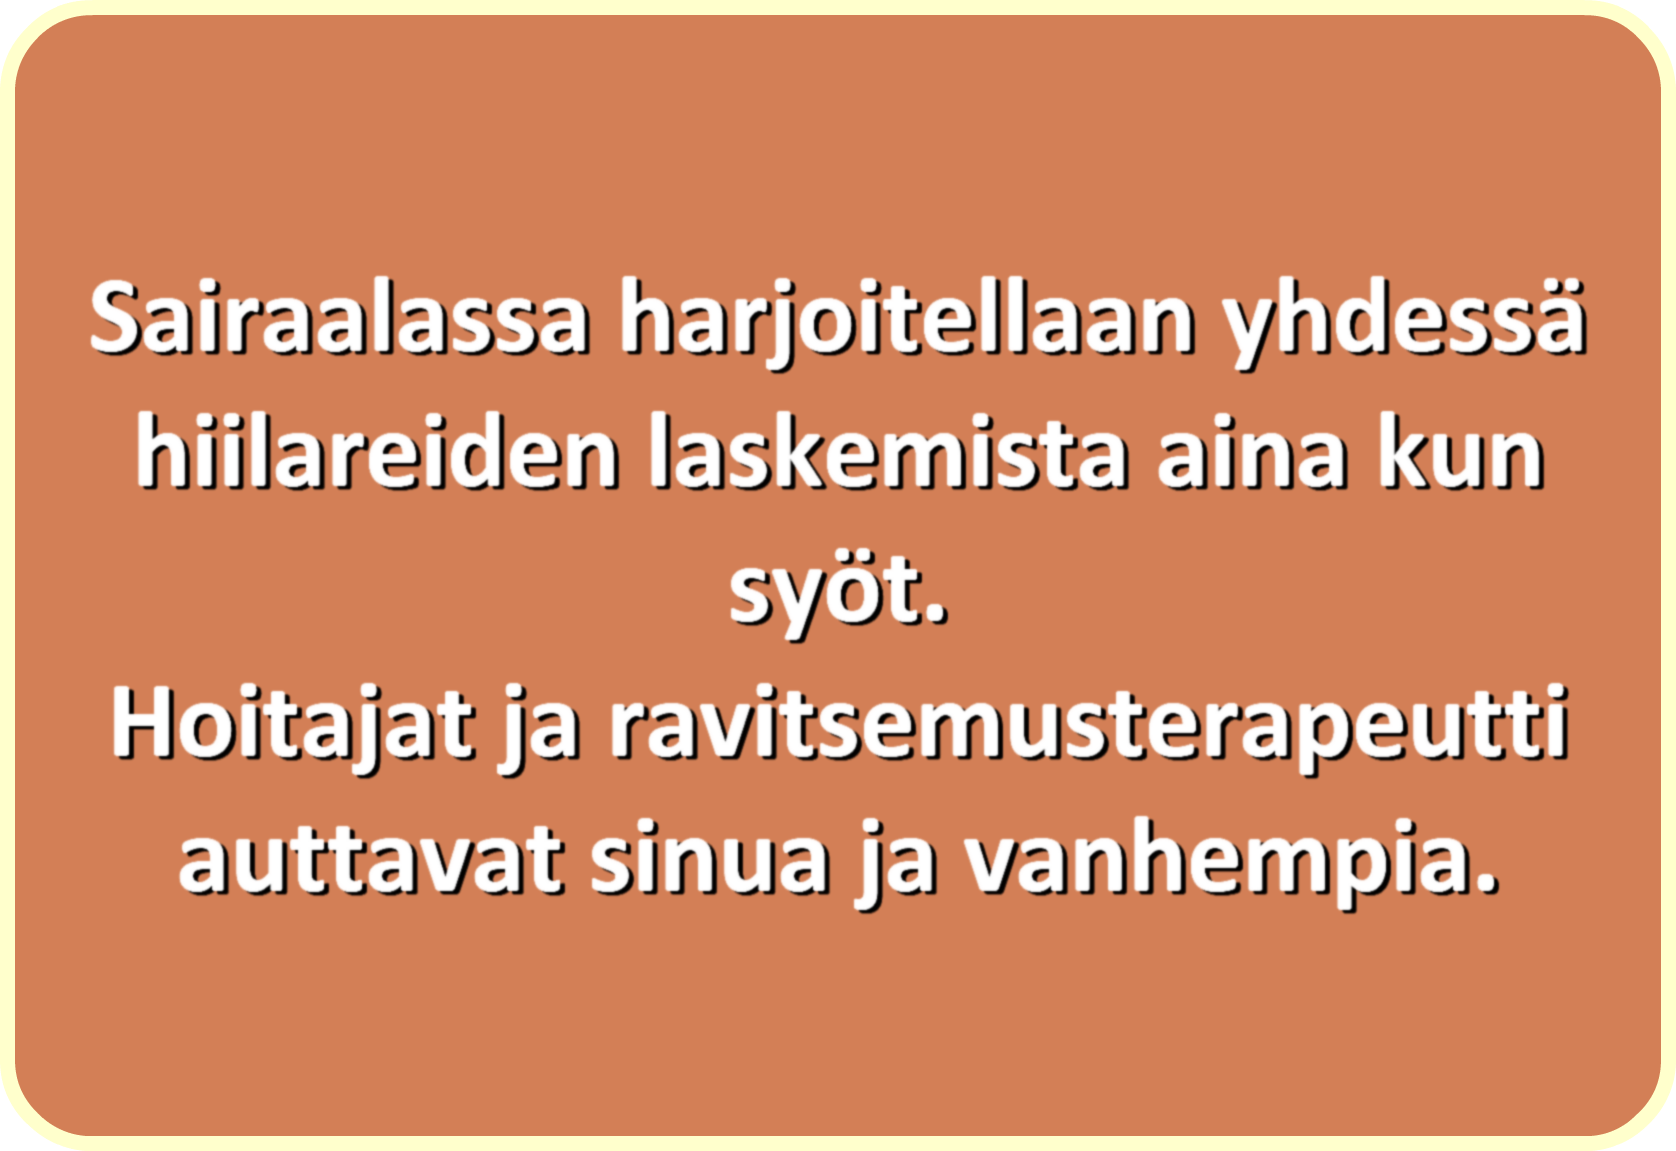 Sairaalassa harjoitellaan yhdessä
hiilareiden laskemista aina kun
syöt.
Hoitajat ja ravitsemusterapeutti
auttavat sinua ja vanhempia.